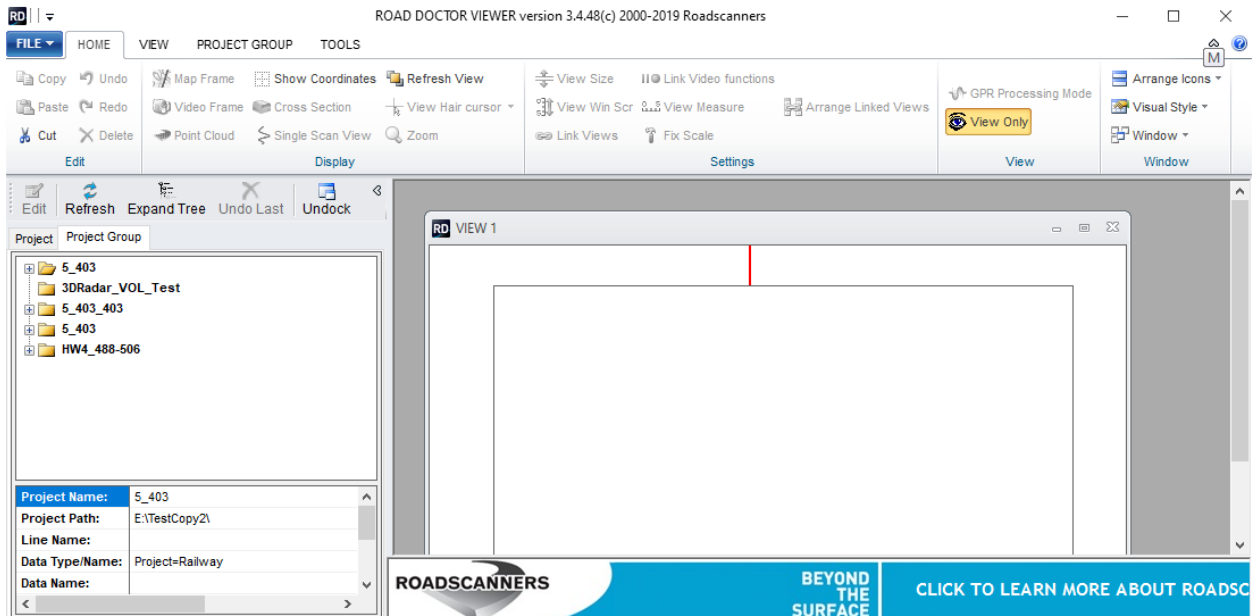 RD
ROAD DOCTOR VIEWER version 3.4.48(c) 2000-2019 Roadscanners
FILE HOME VIEW PROJECT GROUP TOOLS
M
Copy Undo Map Frame Show Coordinates Refresh View View Size Link Video functions GPR Processing Mode Arrange Icons
Paste Redo Video Frame Cross Section View Hair cursor View Win Scr View Measure Arrange Linked Views View Only Visual Style
Cut Delete Point Cloud Single Scan View Zoom Link Views Fix Scale Window
Edit Display Settings View Window
Edit Refresh Expand Tree Undo Last Undock
Project Project Group
RD VIEW 1
5_403
3DRadar_VOL_Test
5_403_403
5_403
HW4_488-506
Project Name: 5_403
Project Path: E:\TestCopy2\
Line Name:
Data Type/Name: Project=Railway
Data Name:
ROADSCANNERS
BEYOND
THE
SURFACE
CLICK TO LEARN MORE ABOUT ROADSC